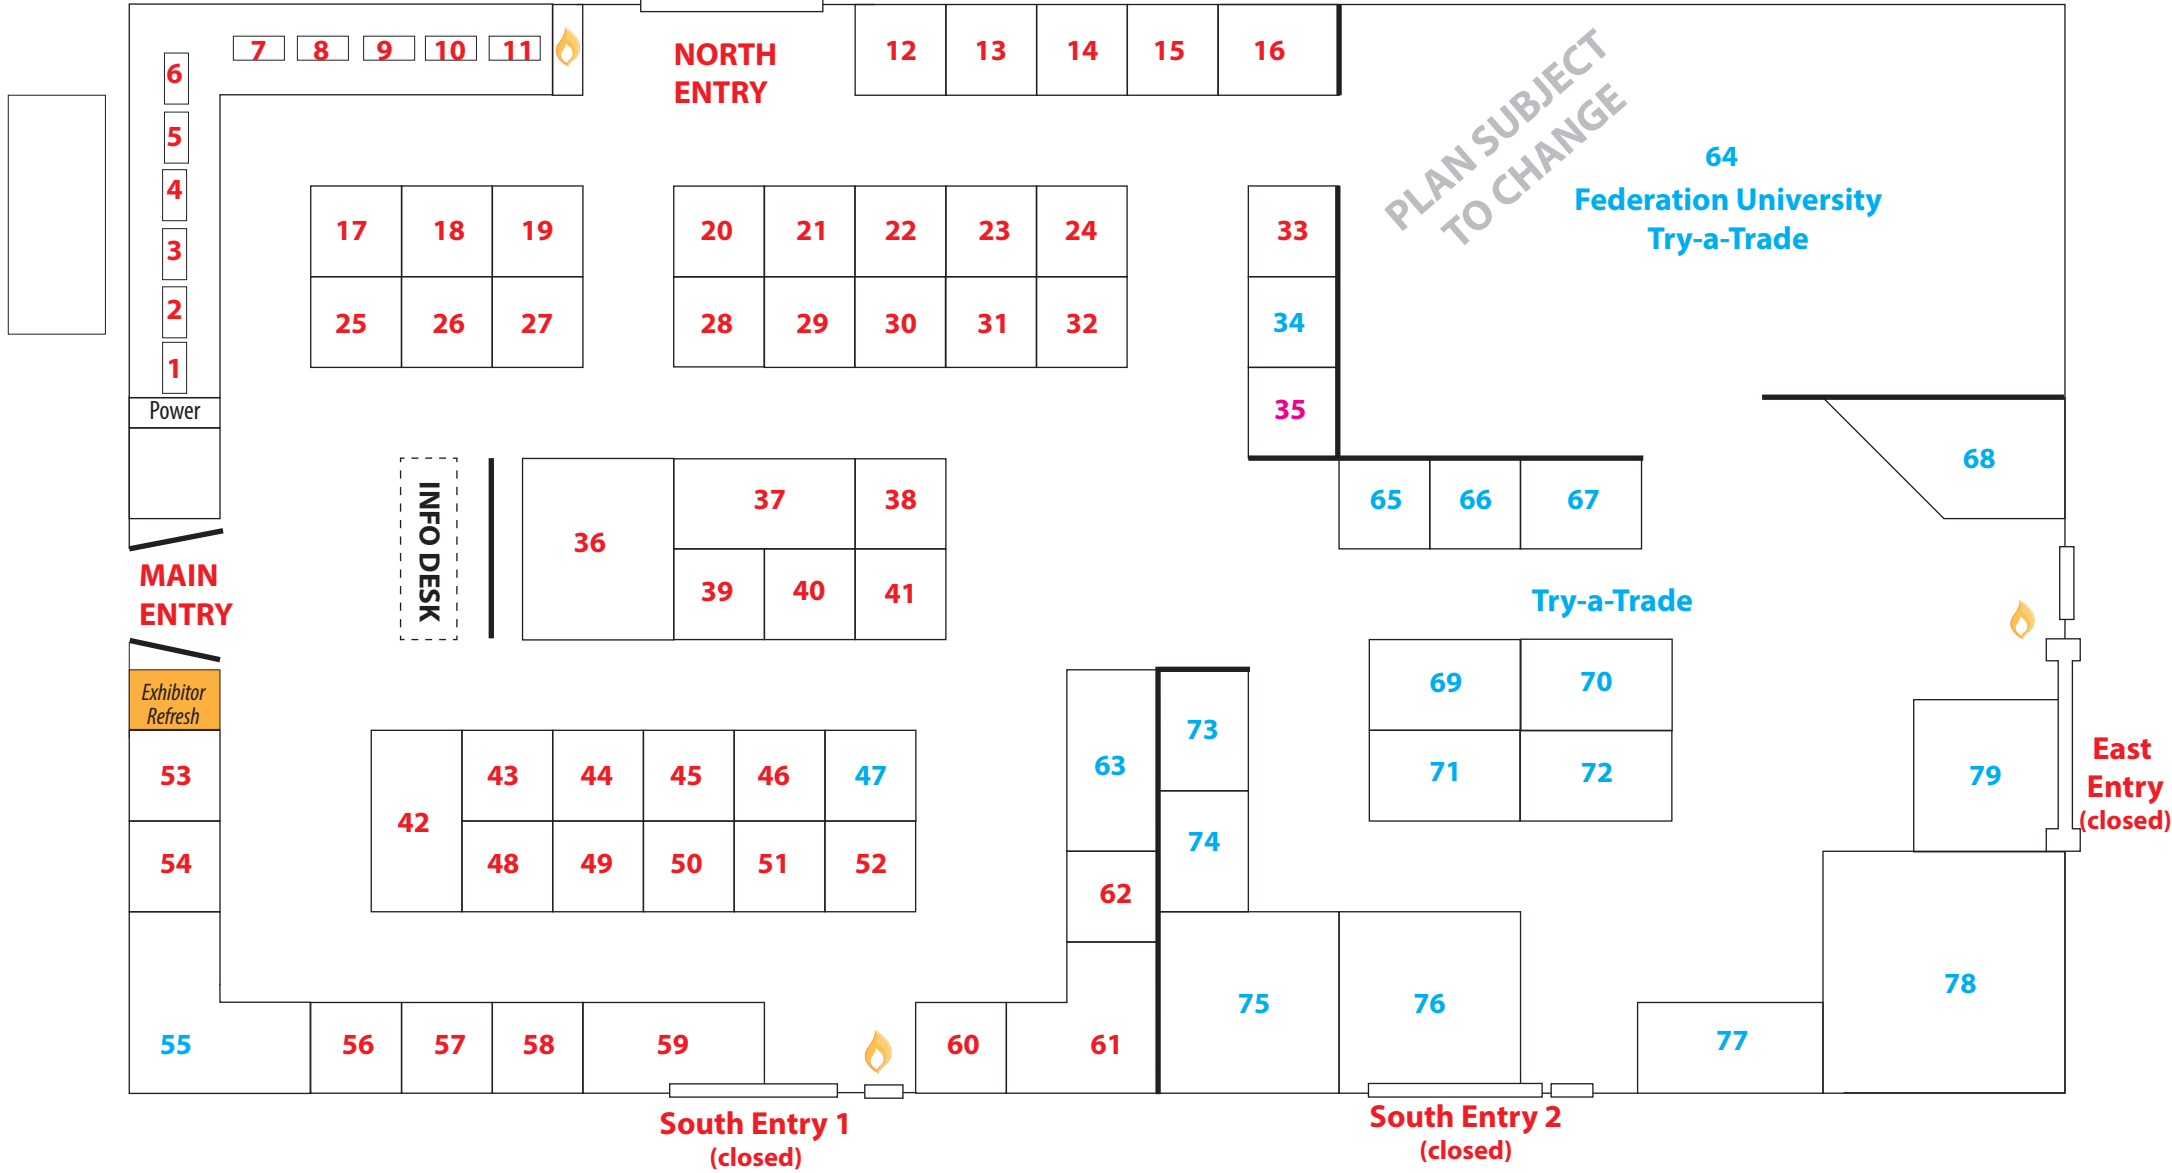 7 8 9 10 11
6
5
4
3
2
1
Power
NORTH
ENTRY
12 13 14 15 16
PLAN SUBJECT
TO CHANGE
64
Federation University
Try-a-Trade
17 18 19
25 26 27
20 21 22 23 24
28 29 30 31 32
33
34
35
INFO DESK
36
37 38
39 40 41
65 66 67
68
MAIN
ENTRY
Exhibitor
Refresh
53
54
55
Try-a-Trade
69 70
71 72
42
43 44 45 46 47
48 49 50 51 52
63
62
73
74
79
East
Entry
(closed)
56 57 58 59
60 61
75 76
77
78
South Entry 1
(closed)
South Entry 2
(closed)